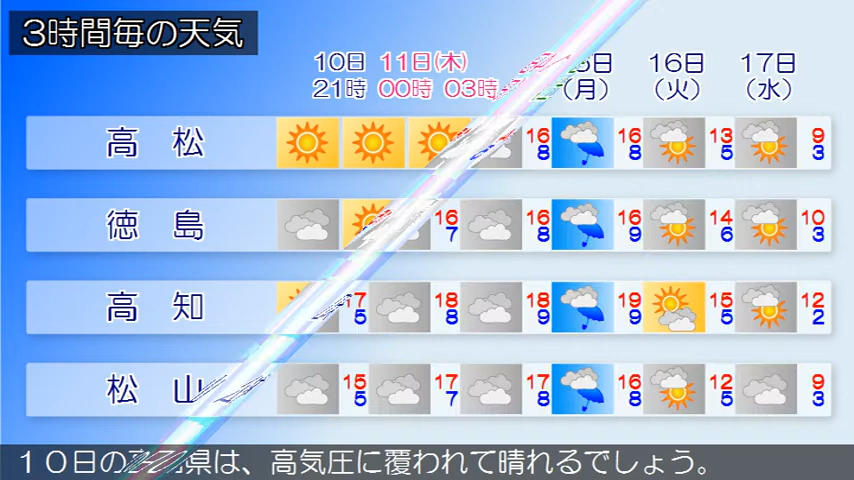 3時間毎の天気
10日 11日(木) 日 16日 17日
21時 00時 03時 (月) (火) (水)
高 松 16 8 16 8 13 5 9 3
徳 島 16 7 16 8 16 9 14 6 10 3
高 知 17 5 18 8 18 9 19 9 15 5 12 2
松 山 15 5 17 7 17 8 16 8 12 5 9 3
10日の 県は、高気圧に覆われて晴れるでしょう。